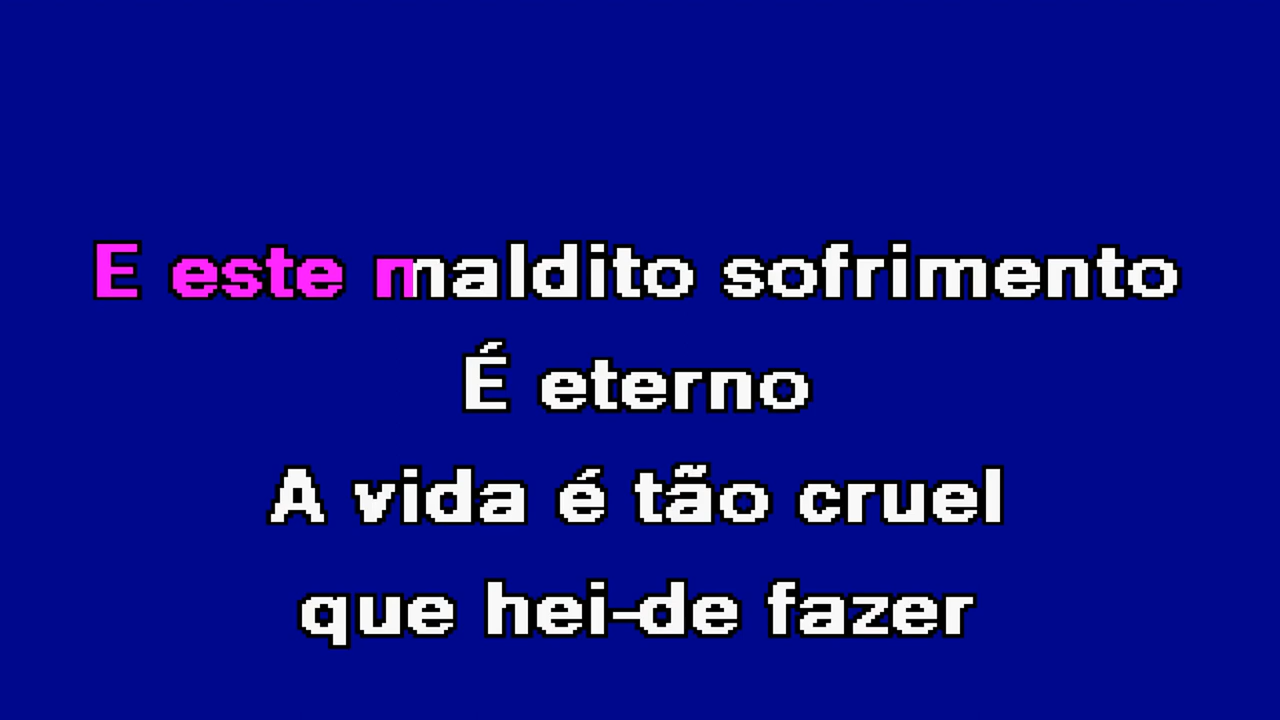 E este maldito sofrimento
É eterno
A vida é tão cruel
que hei-de fazer